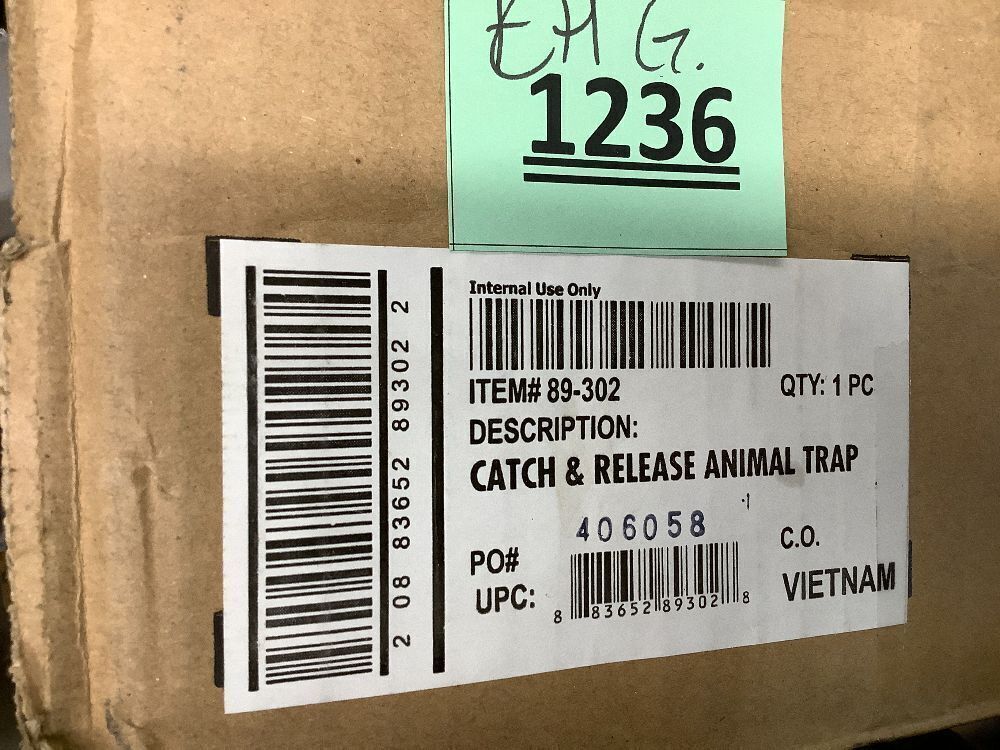 EH G.
1236
2 08 83652 89302 2
Internal Use Only
ITEM# 89-302 QTY: 1 PC
DESCRIPTION:
CATCH & RELEASE ANIMAL TRAP
406058
PO# C.O.
UPC: 8 83652 89302 8 VIETNAM